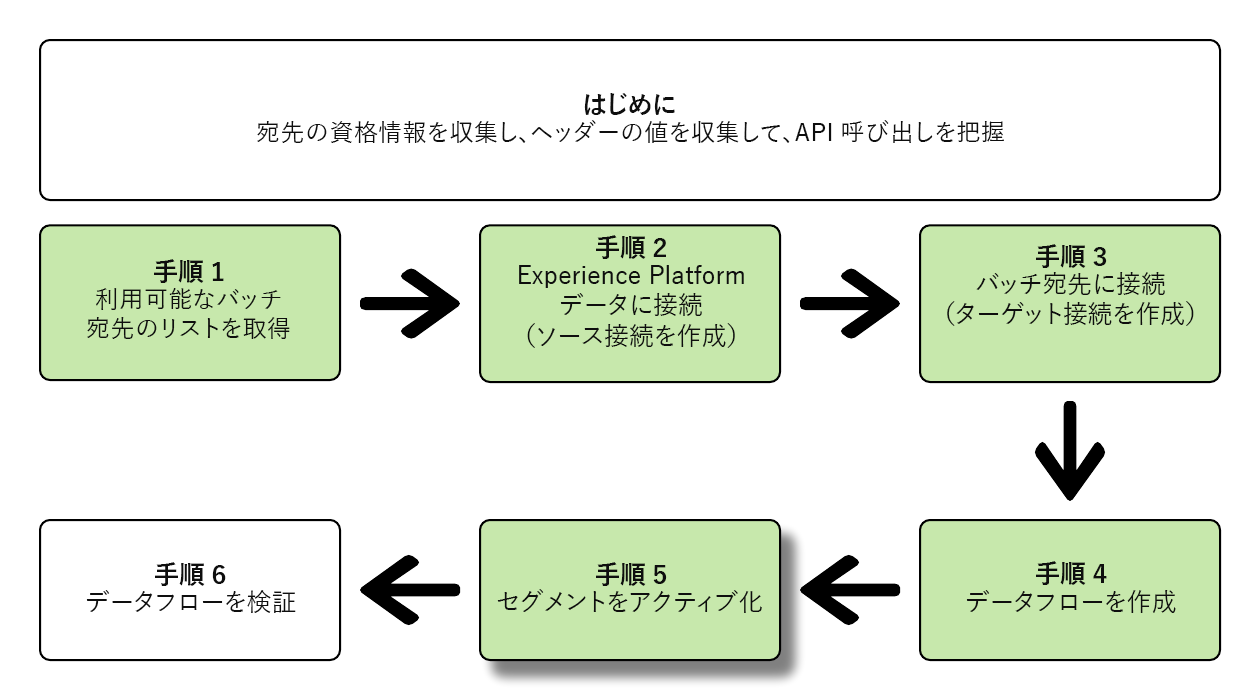 はじめに
宛先の資格情報を収集し、ヘッダーの値を収集して、API 呼び出しを把握
手順 1
利用可能なバッチ
宛先のリストを取得
手順 2
Experience Platform
データに接続
（ソース接続を作成）
手順 3
バッチ宛先に接続
（ターゲット接続を作成）
手順 4
データフローを作成
手順 5
セグメントをアクティブ化
手順 6
データフローを検証